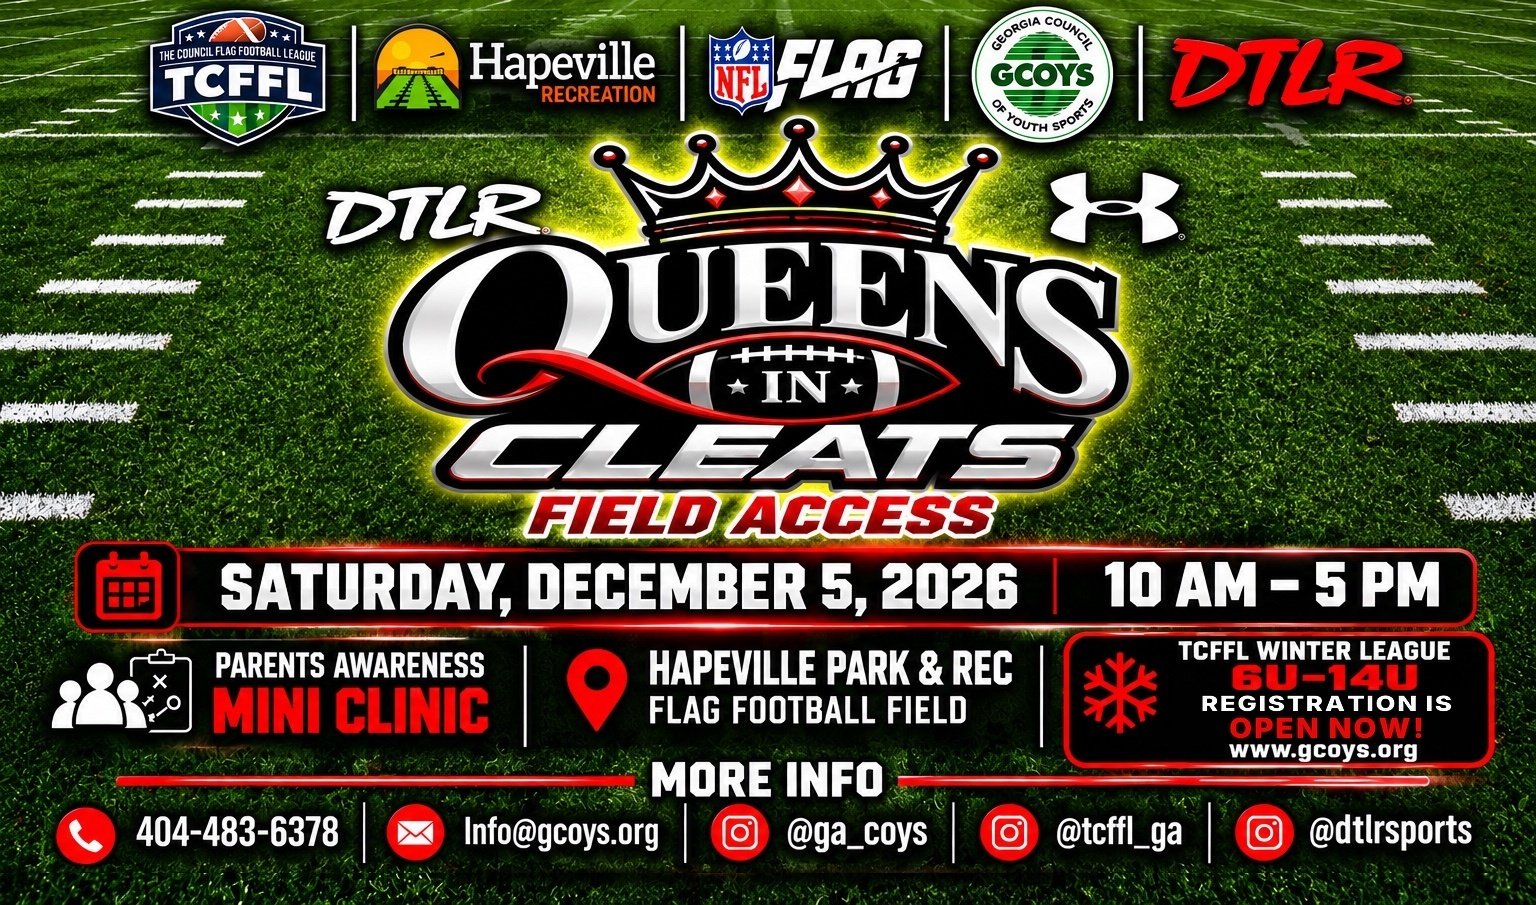 THE COUNCIL FLAG FOOTBALL LEAGUE
TCFFL
Hapeville
RECREATION
NFL
FLAG
GEORGIA COUNCIL
GCOYS
OF YOUTH SPORTS
DTLR
DTLR
QUEENS
IN
CLEATS
FIELD ACCESS
SATURDAY, DECEMBER 5, 2026
10 AM – 5 PM
PARENTS AWARENESS
MINI CLINIC
HAPEVILLE PARK & REC
FLAG FOOTBALL FIELD
TCFFL WINTER LEAGUE
6U-14U
REGISTRATION IS
OPEN NOW!
www.gcoys.org
MORE INFO
404-483-6378
Info@gcoys.org
@ga_coys
@tcffl_ga
@dtlrsports